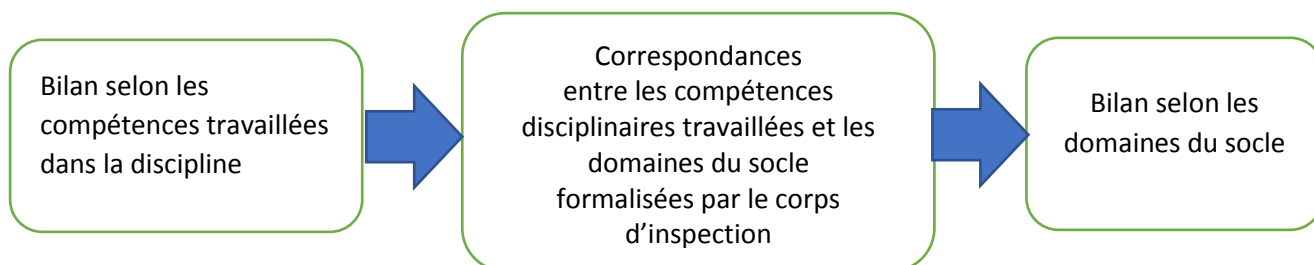 Bilan selon les
compétences travaillées
dans la discipline
Correspondances
entre les compétences
disciplinaires travaillées et les
domaines du socle
formalisées par le corps
d’inspection
Bilan selon les
domaines du socle